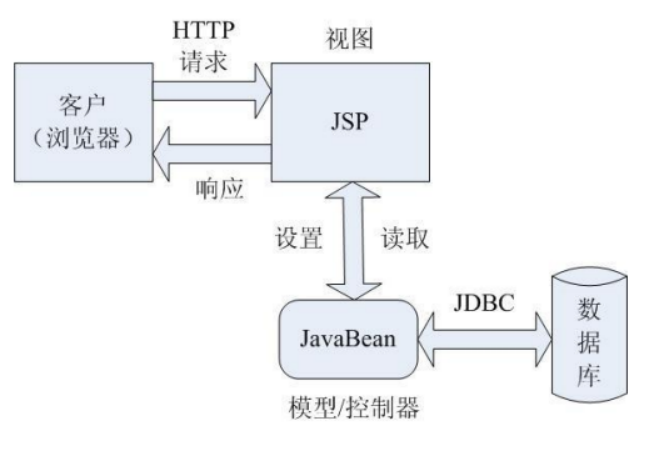 HTTP
请求
视图
客户
（浏览器）
JSP
响应
设置
读取
JavaBean
JDBC
数
据
库
模型/控制器